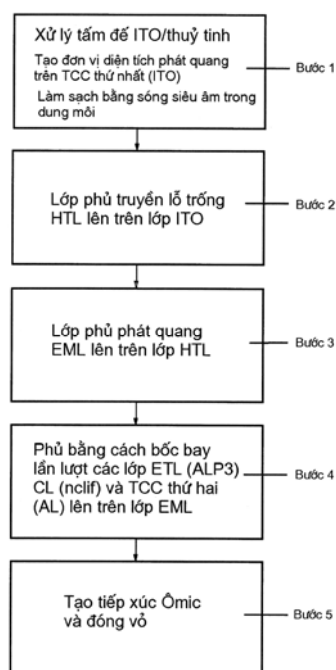 Xử lý tấm đế ITO/thuỷ tinh
Tạo đơn vị diện tích phát quang
trên TCC thứ nhất (ITO)
Làm sạch bằng sóng siêu âm trong
dung môi
Bước 1
Lớp phủ truyền lỗ trống
HTL lên trên lớp ITO
Bước 2
Lớp phủ phát quang
EML lên trên lớp HTL
Bước 3
Phủ bằng cách bốc bay
lần lượt các lớp ETL (ALP3)
CL (nclif) và TCC thứ hai
(AL) lên trên lớp EML
Bước 4
Tạo tiếp xúc Ômic
và đóng vỏ
Bước 5